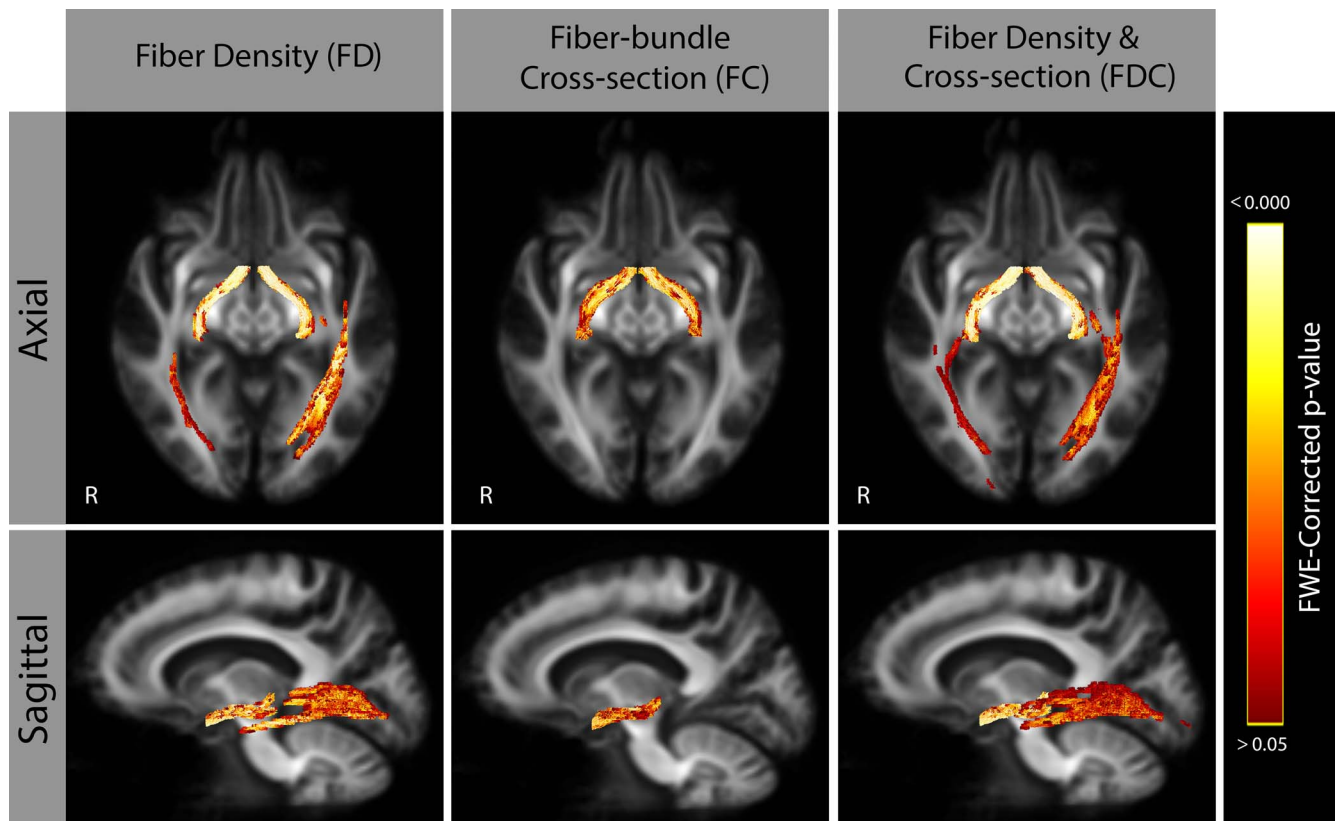 Fiber Density (FD)
Fiber-bundle
Cross-section (FC)
Fiber Density &
Cross-section (FDC)
Axial
R
R
R
Sagittal
< 0.000
FWE-Corrected p-value
> 0.05